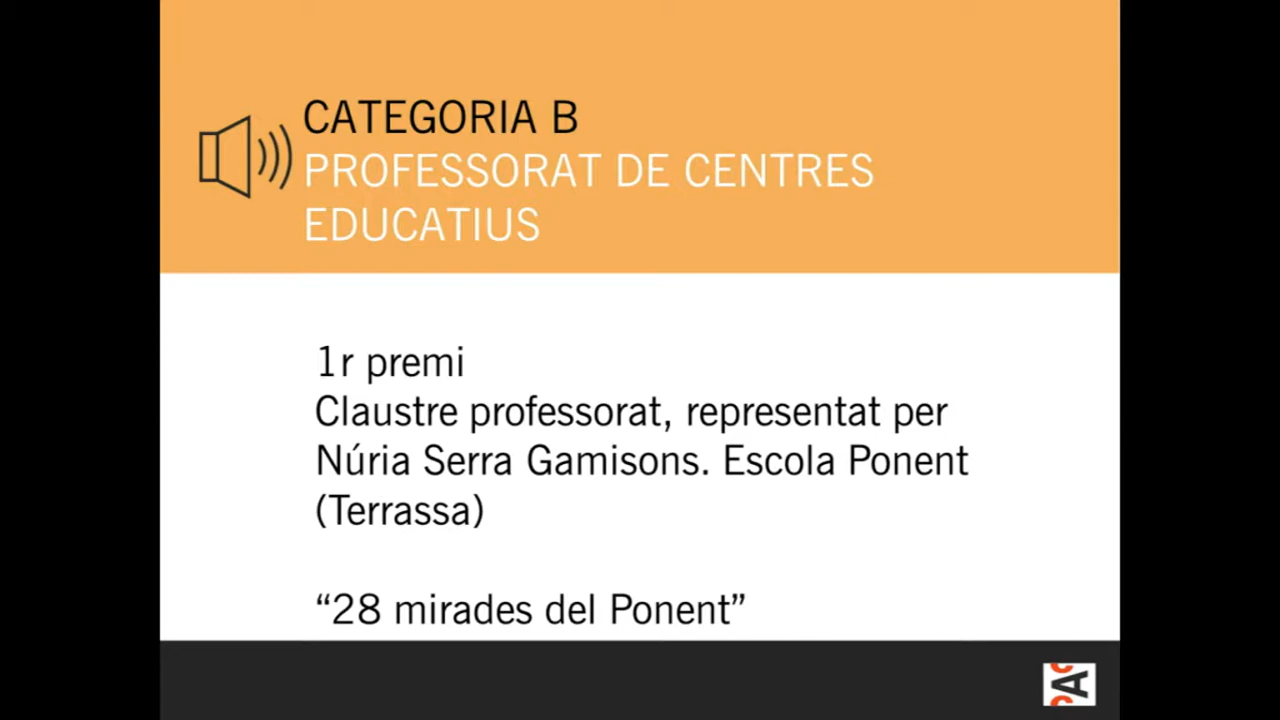 CATEGORIA B
PROFESSORAT DE CENTRES
EDUCATIUS
1r premi
Claustre professorat, representat per
Núria Serra Gamisons. Escola Ponent
(Terrassa)
“28 mirades del Ponent”